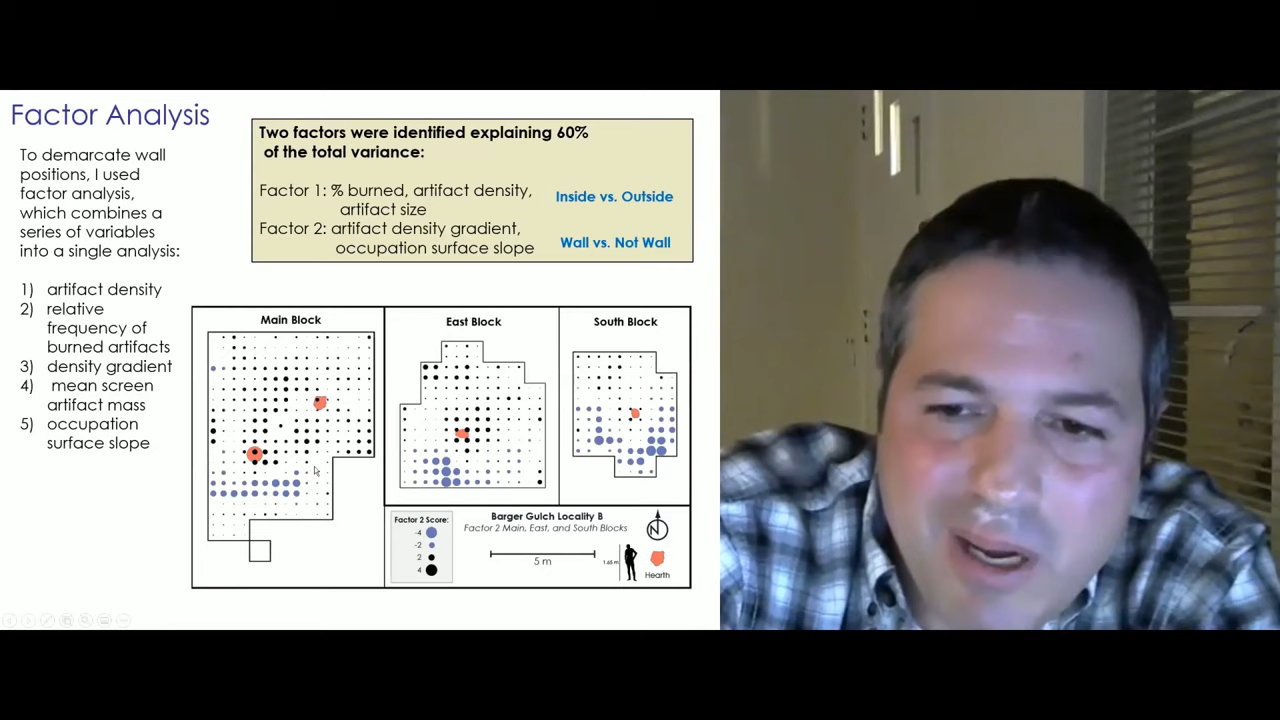 Factor Analysis
To demarcate wall
positions, I used
factor analysis,
which combines a
series of variables
into a single analysis:
1) artifact density
2) relative
frequency of
burned artifacts
3) density gradient
4) mean screen
artifact mass
5) occupation
surface slope
Two factors were identified explaining 60%
of the total variance:
Factor 1: % burned, artifact density,
artifact size
Inside vs. Outside
Factor 2: artifact density gradient,
occupation surface slope
Wall vs. Not Wall
Main Block
East Block
South Block
Factor 2 Score:
-4
-2
2
4
Barger Gulch Locality B
Factor 2 Main, East, and South Blocks
N
5 m
1.65 m
Hearth